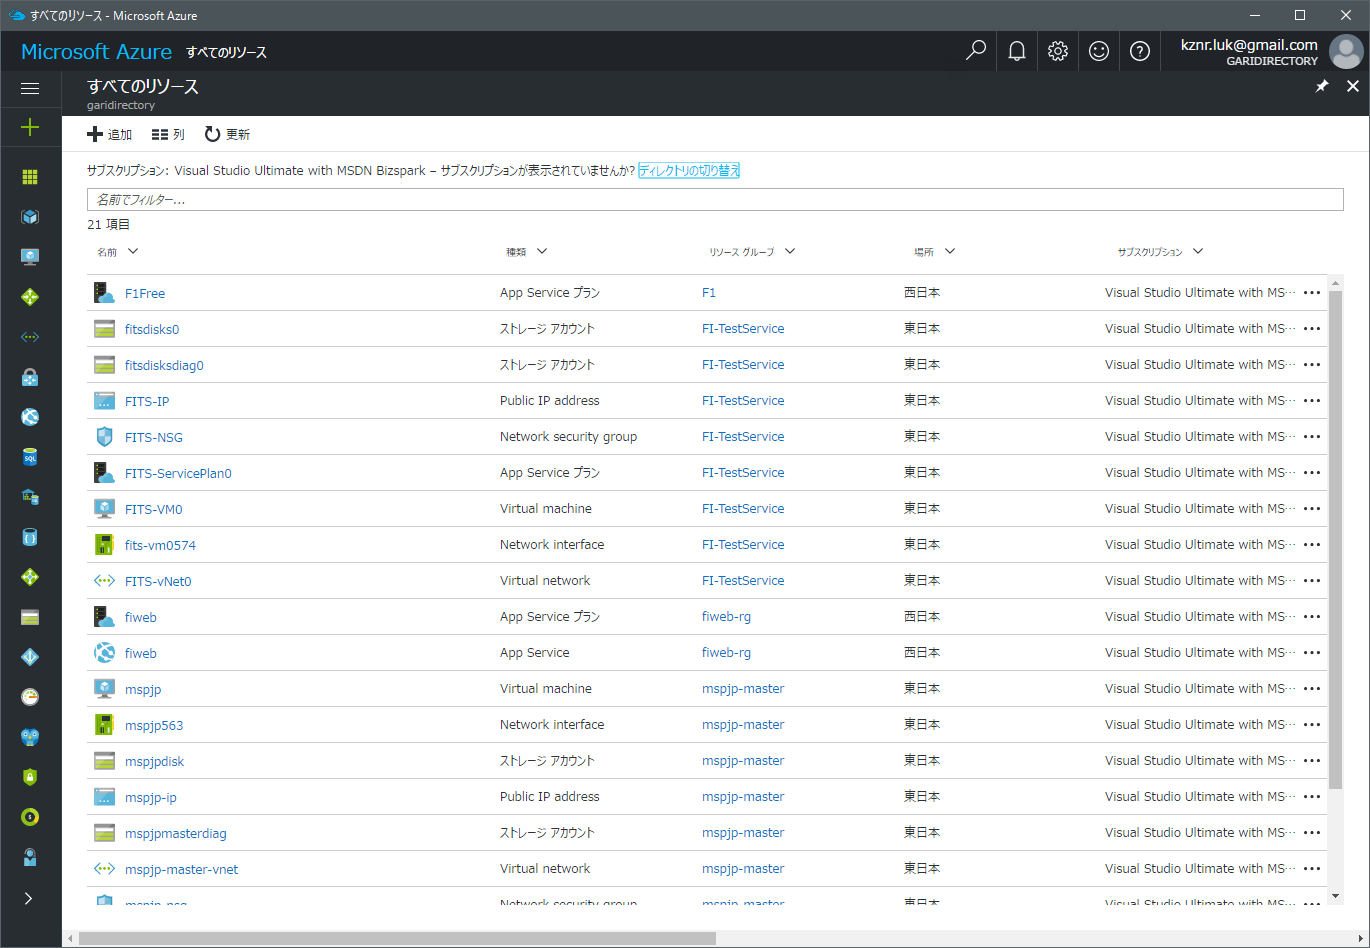 すべてのリソース - Microsoft Azure
Microsoft Azure すべてのリソース
kznr.luk@gmail.com
GARIDIRECTORY
すべてのリソース
garidirectory
追加 列 更新
サブスクリプション: Visual Studio Ultimate with MSDN Bizspark – サブスクリプションが表示されていませんか? ディレクトリの切り替え
名前でフィルター...
21 項目
名前 種類 リソース グループ 場所 サブスクリプション
F1Free App Service プラン F1 西日本 Visual Studio Ultimate with MS···
fitsdisks0 ストレージ アカウント FI-TestService 東日本 Visual Studio Ultimate with MS···
fitsdisksdiag0 ストレージ アカウント FI-TestService 東日本 Visual Studio Ultimate with MS···
FITS-IP Public IP address FI-TestService 東日本 Visual Studio Ultimate with MS···
FITS-NSG Network security group FI-TestService 東日本 Visual Studio Ultimate with MS···
FITS-ServicePlan0 App Service プラン FI-TestService 東日本 Visual Studio Ultimate with MS···
FITS-VM0 Virtual machine FI-TestService 東日本 Visual Studio Ultimate with MS···
fits-vm0574 Network interface FI-TestService 東日本 Visual Studio Ultimate with MS···
FITS-vNet0 Virtual network FI-TestService 東日本 Visual Studio Ultimate with MS···
fiweb App Service プラン fiweb-rg 西日本 Visual Studio Ultimate with MS···
fiweb App Service fiweb-rg 西日本 Visual Studio Ultimate with MS···
mspjp Virtual machine mspjp-master 東日本 Visual Studio Ultimate with MS···
mspjp563 Network interface mspjp-master 東日本 Visual Studio Ultimate with MS···
mspjpdisk ストレージ アカウント mspjp-master 東日本 Visual Studio Ultimate with MS···
mspjp-ip Public IP address mspjp-master 東日本 Visual Studio Ultimate with MS···
mspjpmasterdiag ストレージ アカウント mspjp-master 東日本 Visual Studio Ultimate with MS···
mspjp-master-vnet Virtual network mspjp-master 東日本 Visual Studio Ultimate with MS···
mspjp-nsg Network security group mspjp-master 東日本 Visual Studio Ultimate with MS···